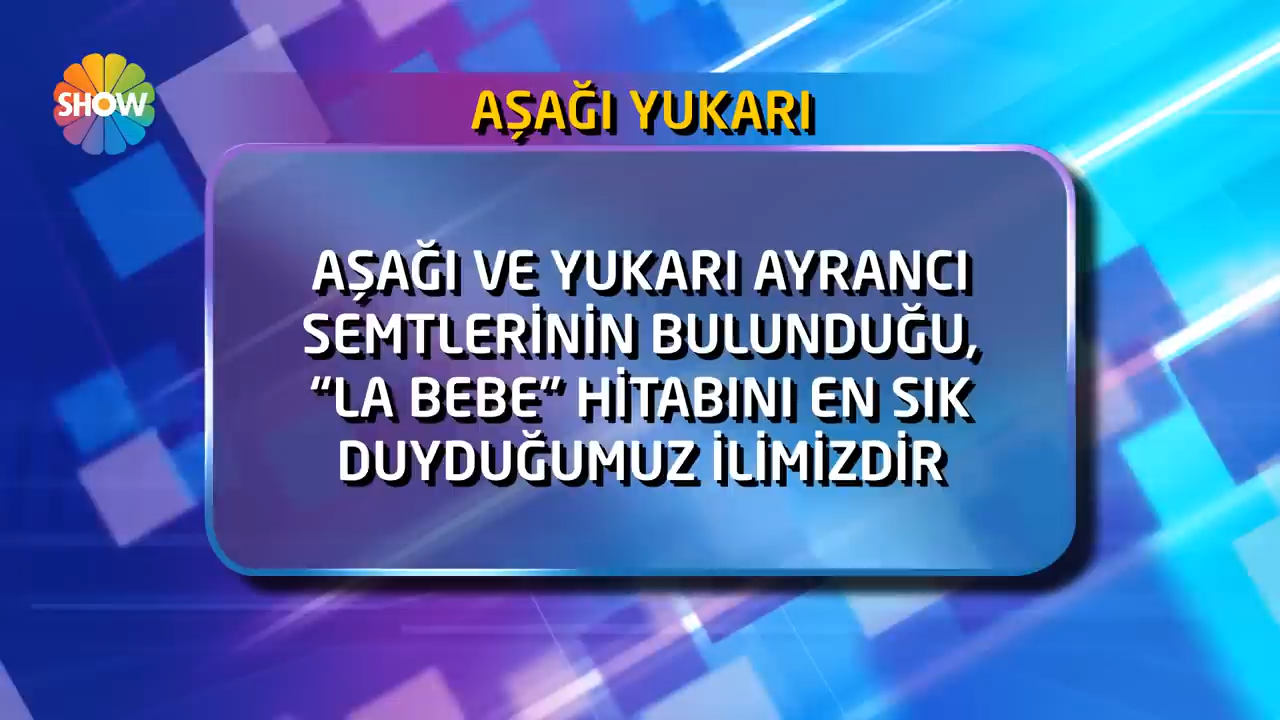 SHOW
AŞAĞI YUKARI
AŞAĞI VE YUKARI AYRANCI
SEMTLERİNİN BULUNDUĞU,
“LA BEBE” HİTABINI EN SIK
DUYDUĞUMUZ İLİMİZDİR